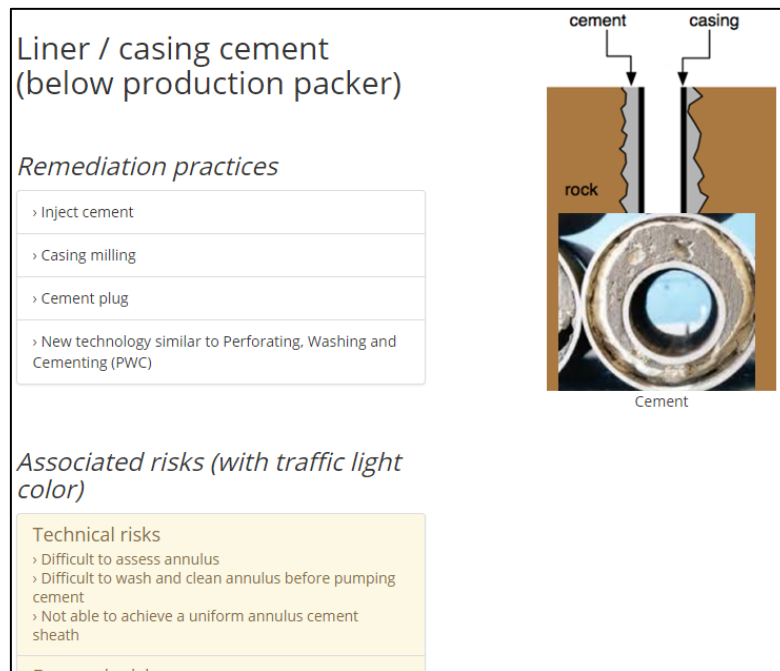 Liner / casing cement
(below production packer)
cement casing
rock
Cement
Remediation practices
› Inject cement
› Casing milling
› Cement plug
› New technology similar to Perforating, Washing and
Cementing (PWC)
Associated risks (with traffic light
color)
Technical risks
› Difficult to assess annulus
› Difficult to wash and clean annulus before pumping
cement
› Not able to achieve a uniform annulus cement
sheath